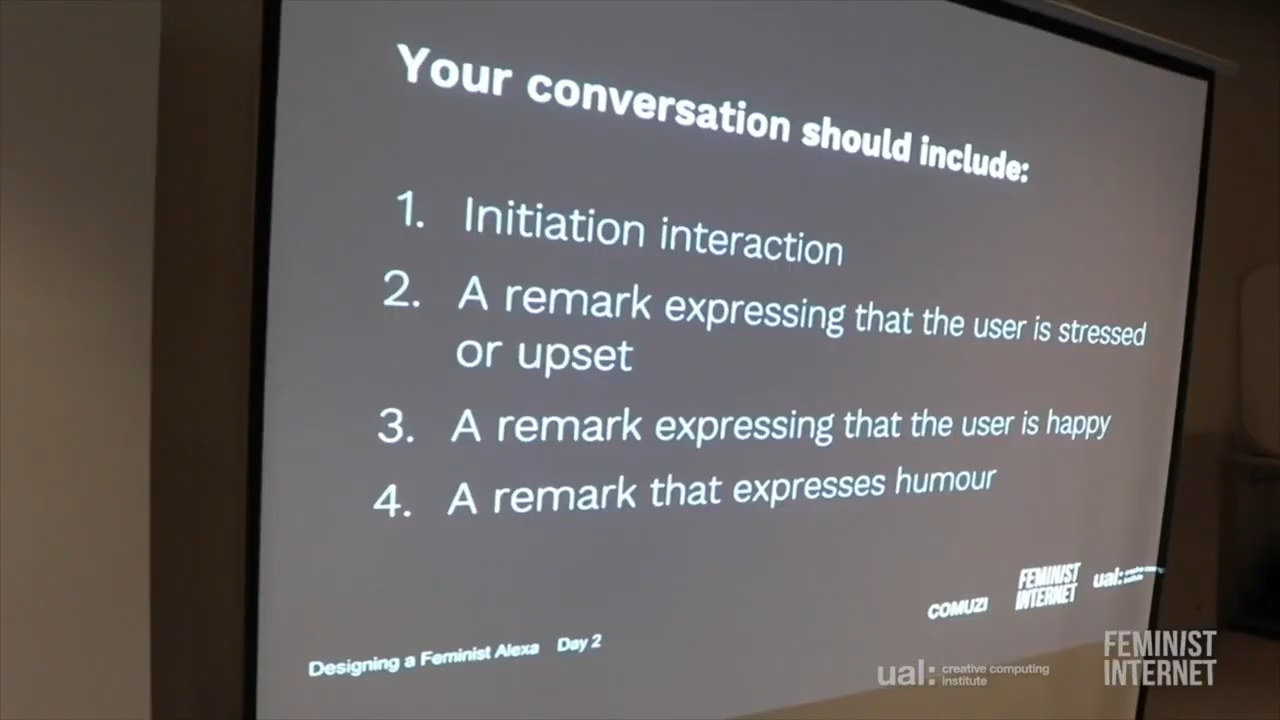 Your conversation should include:
1. Initiation interaction
2. A remark expressing that the user is stressed
or upset
3. A remark expressing that the user is happy
4. A remark that expresses humour
COMUZI
FEMINIST
INTERNET
ual:
institute
Designing a Feminist Alexa Day 2
ual: creative computing
institute
FEMINIST
INTERNET